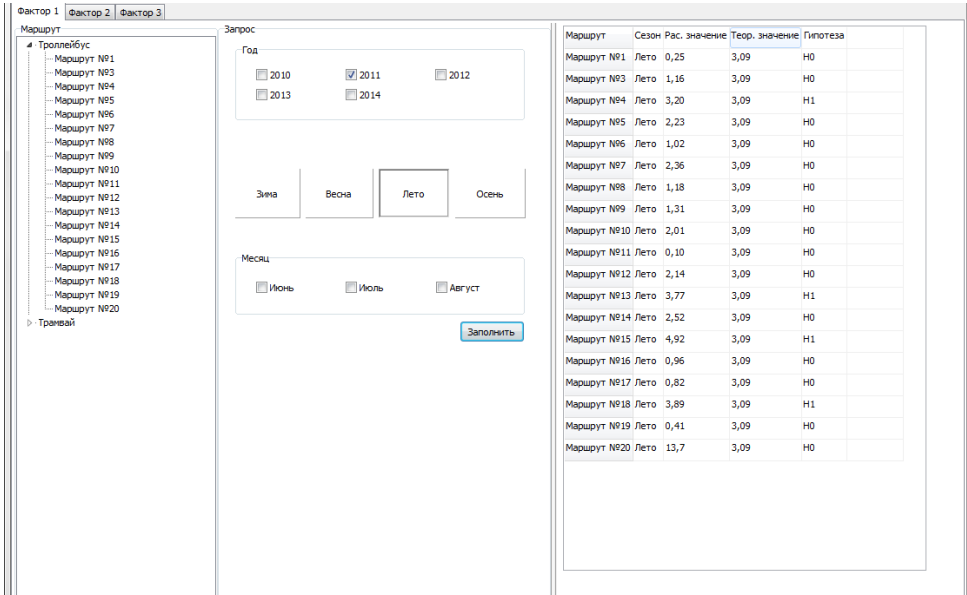 Фактор 1 Фактор 2 Фактор 3
Маршрут
Троллейбус
Маршрут №1
Маршрут №3
Маршрут №4
Маршрут №5
Маршрут №6
Маршрут №7
Маршрут №8
Маршрут №9
Маршрут №10
Маршрут №11
Маршрут №12
Маршрут №13
Маршрут №14
Маршрут №15
Маршрут №16
Маршрут №17
Маршрут №18
Маршрут №19
Маршрут №20
Трамвай
Запрос
Год
2010 2011 2012
2013 2014
Зима Весна Лето Осень
Месяц
Июнь Июль Август
Заполнить
Маршрут Сезон Рас. значение Теор. значение Гипотеза
Маршрут №1 Лето 0,25 3,09 H0
Маршрут №3 Лето 1,16 3,09 H0
Маршрут №4 Лето 3,20 3,09 H1
Маршрут №5 Лето 2,23 3,09 H0
Маршрут №6 Лето 1,02 3,09 H0
Маршрут №7 Лето 2,36 3,09 H0
Маршрут №8 Лето 1,18 3,09 H0
Маршрут №9 Лето 1,31 3,09 H0
Маршрут №10 Лето 2,01 3,09 H0
Маршрут №11 Лето 0,10 3,09 H0
Маршрут №12 Лето 2,14 3,09 H0
Маршрут №13 Лето 3,77 3,09 H1
Маршрут №14 Лето 2,52 3,09 H0
Маршрут №15 Лето 4,92 3,09 H1
Маршрут №16 Лето 0,96 3,09 H0
Маршрут №17 Лето 0,82 3,09 H0
Маршрут №18 Лето 3,89 3,09 H1
Маршрут №19 Лето 0,41 3,09 H0
Маршрут №20 Лето 13,7 3,09 H0